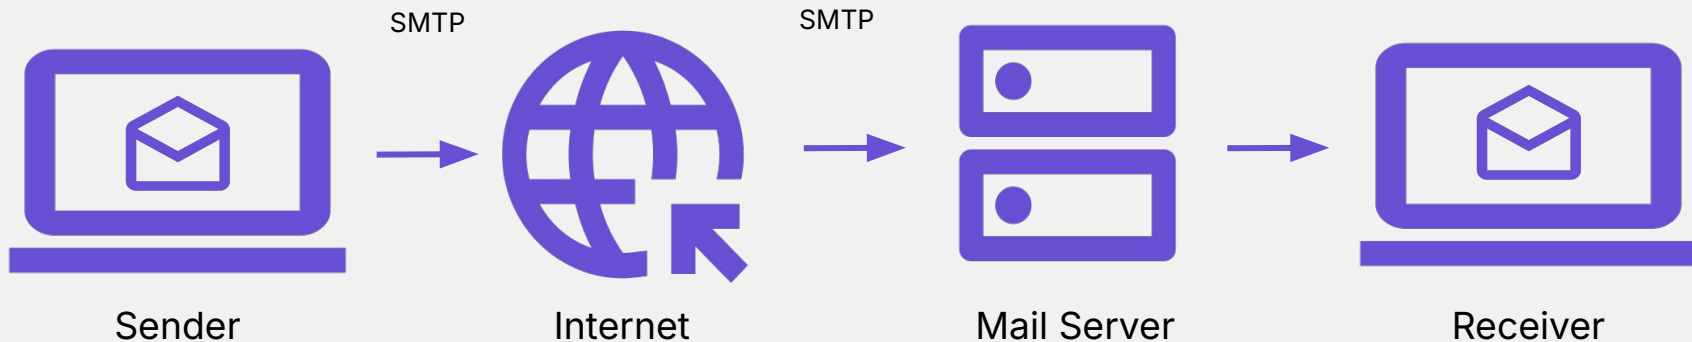 SMTP
SMTP
Sender
Internet
Mail Server
Receiver